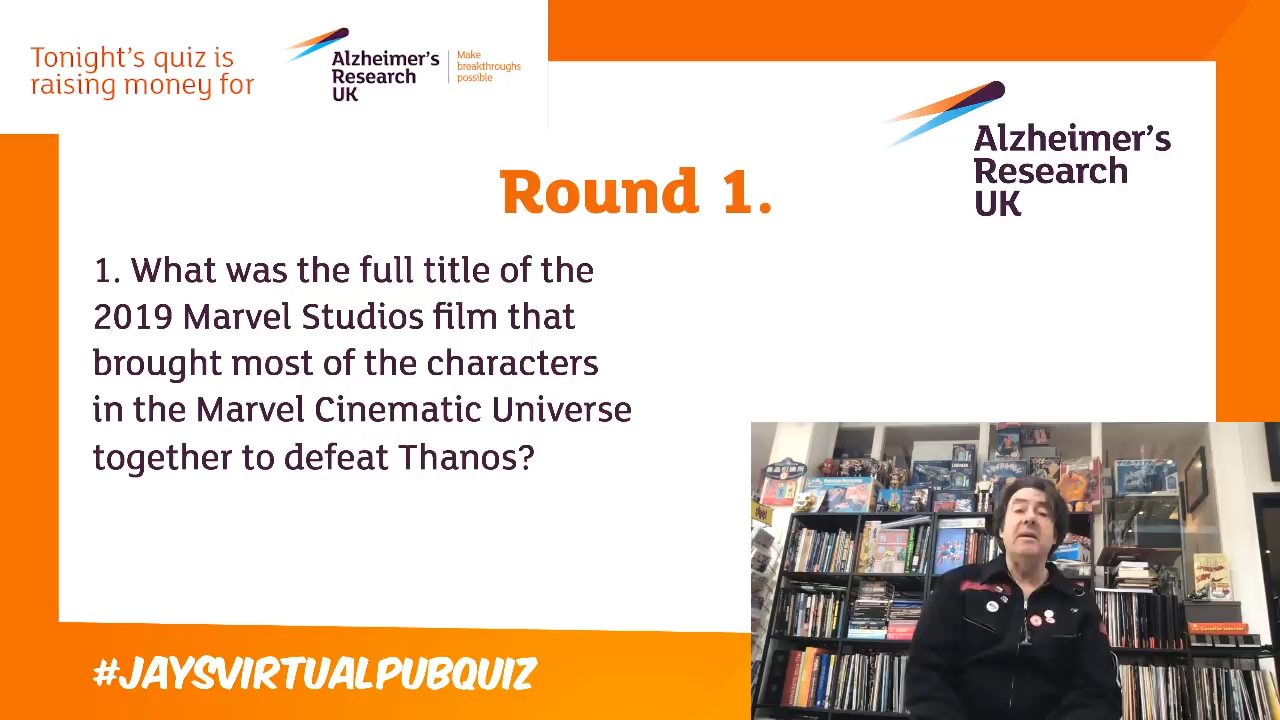 Tonight's quiz is
raising money for
Alzheimer's
Research
UK
Make
breakthroughs
possible
Alzheimer's
Research
UK
Round 1.
1. What was the full title of the
2019 Marvel Studios film that
brought most of the characters
in the Marvel Cinematic Universe
together to defeat Thanos?
#JAYSVIRTUALPUBQUIZ